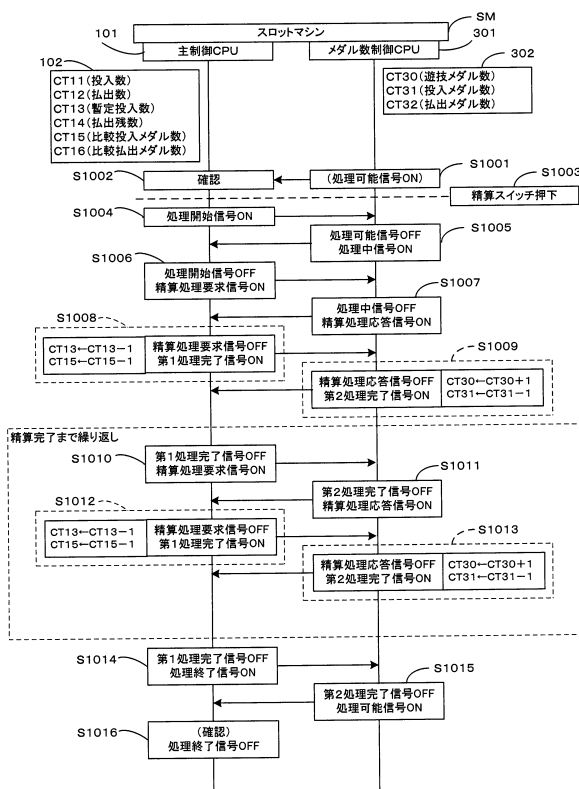 SM
スロットマシン
101
主制御CPU
メダル数制御CPU
301
102
CT11(投入数)
CT12(払出数)
CT13(暫定投入数)
CT14(払出残数)
CT15(比較投入メダル数)
CT16(比較払出メダル数)
302
CT30(遊技メダル数)
CT31(投入メダル数)
CT32(払出メダル数)
S1001
S1002
確認
(処理可能信号ON)
S1003
精算スイッチ押下
S1004
処理開始信号ON
S1005
処理可能信号OFF
処理中信号ON
S1006
処理開始信号OFF
精算処理要求信号ON
S1007
処理中信号OFF
精算処理応答信号ON
S1008
CT13←CT13−1
CT15←CT15−1
精算処理要求信号OFF
第1処理完了信号ON
S1009
精算処理応答信号OFF
第2処理完了信号ON
CT30←CT30+1
CT31←CT31−1
精算完了まで繰り返し
S1010
第1処理完了信号OFF
精算処理要求信号ON
S1011
第2処理完了信号OFF
精算処理応答信号ON
S1012
CT13←CT13−1
CT15←CT15−1
精算処理要求信号OFF
第1処理完了信号ON
S1013
精算処理応答信号OFF
第2処理完了信号ON
CT30←CT30+1
CT31←CT31−1
S1014
第1処理完了信号OFF
処理終了信号ON
S1015
第2処理完了信号OFF
処理可能信号ON
S1016
(確認)
処理終了信号OFF